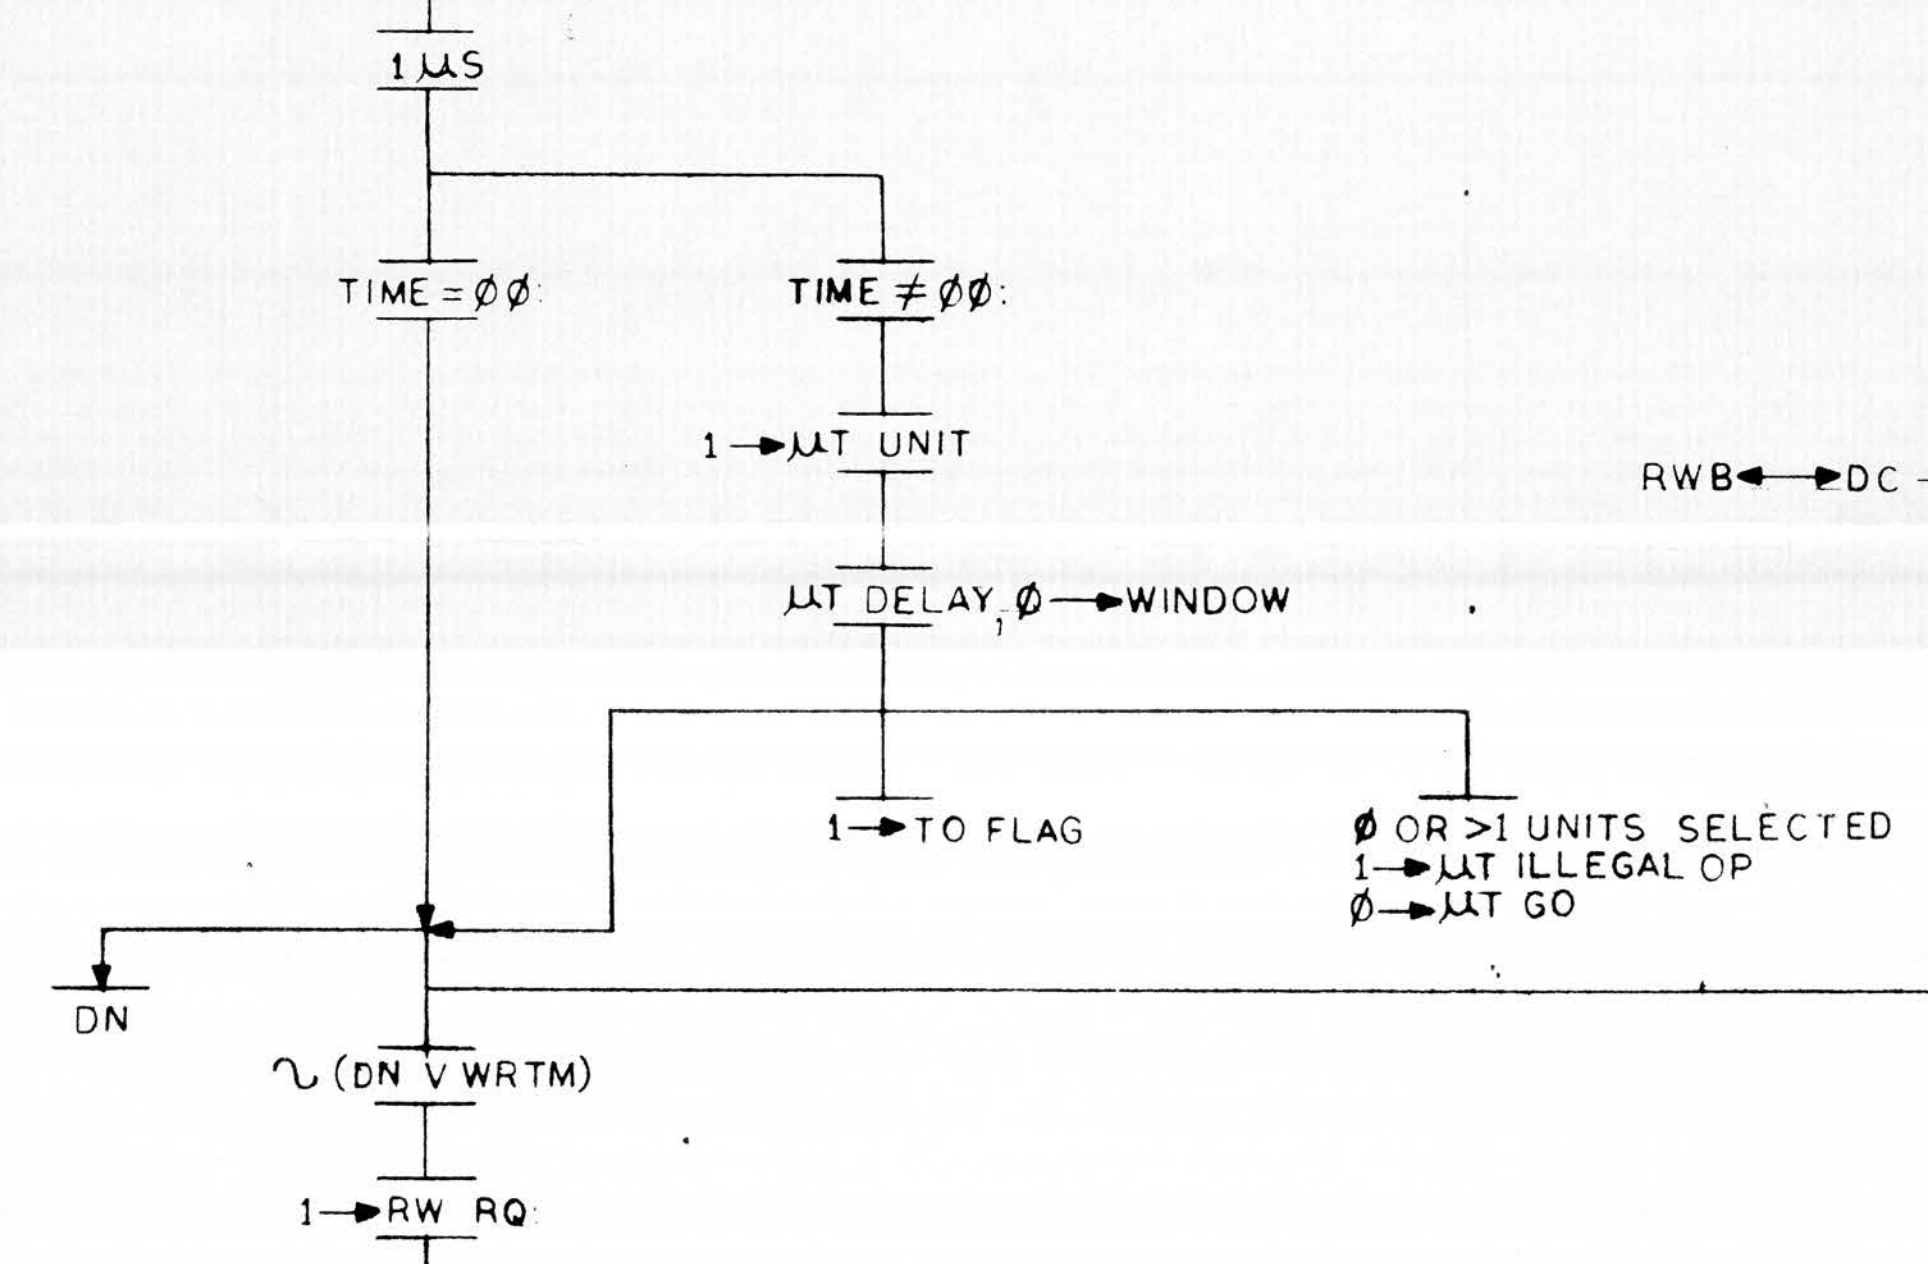 1 μS
TIME = ØØ:
TIME ≠ ØØ:
1→μT UNIT
RWB↔DC
μT DELAY, Ø→WINDOW
1→TO FLAG
Ø OR >1 UNITS SELECTED
1→μT ILLEGAL OP
Ø→μT GO
DN
~ (DN V WRTM)
1→RW RQ: